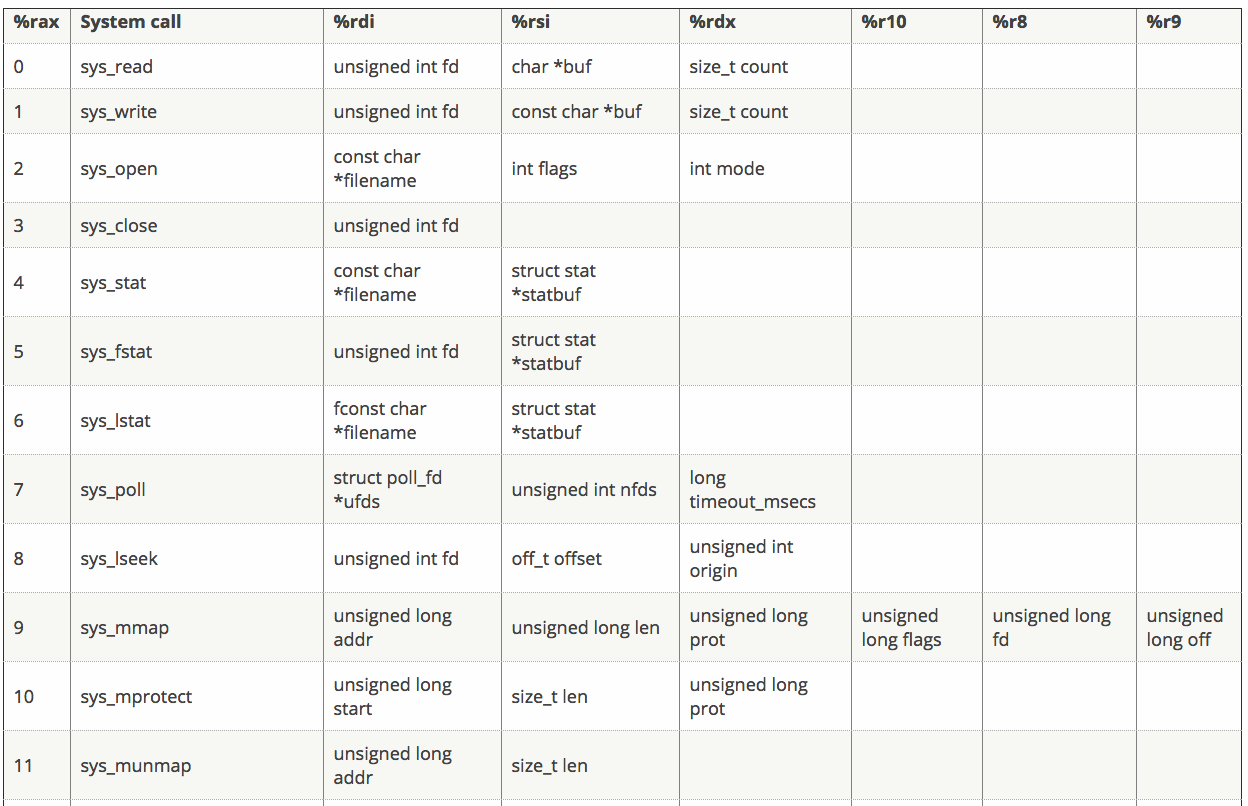 %rax System call %rdi %rsi %rdx %r10 %r8 %r9
0 sys_read unsigned int fd char *buf size_t count
1 sys_write unsigned int fd const char *buf size_t count
2 sys_open const char *filename int flags int mode
3 sys_close unsigned int fd
4 sys_stat const char *filename struct stat *statbuf
5 sys_fstat unsigned int fd struct stat *statbuf
6 sys_lstat fconst char *filename struct stat *statbuf
7 sys_poll struct poll_fd *ufds unsigned int nfds long timeout_msecs
8 sys_lseek unsigned int fd off_t offset unsigned int origin
9 sys_mmap unsigned long addr unsigned long len unsigned long prot unsigned long flags unsigned long fd unsigned long off
10 sys_mprotect unsigned long start size_t len unsigned long prot
11 sys_munmap unsigned long addr size_t len